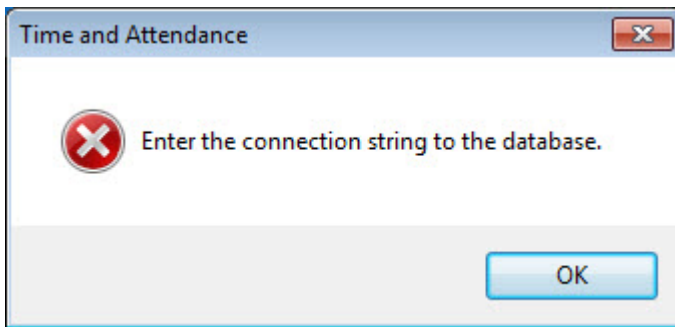 Time and Attendance
Enter the connection string to the database.
OK